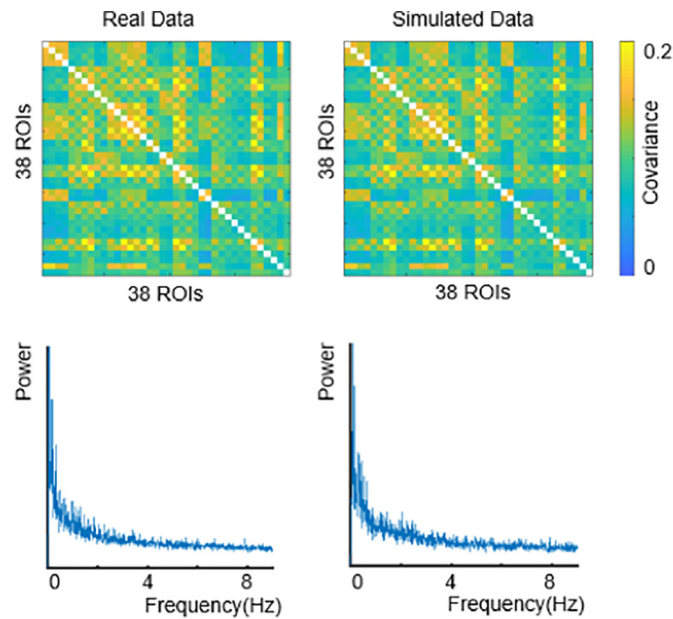 Real Data
Simulated Data
38 ROIs
38 ROIs
0.2
Covariance
0
38 ROIs
38 ROIs
Power
Power
0 4 8
0 4 8
Frequency(Hz)
Frequency(Hz)